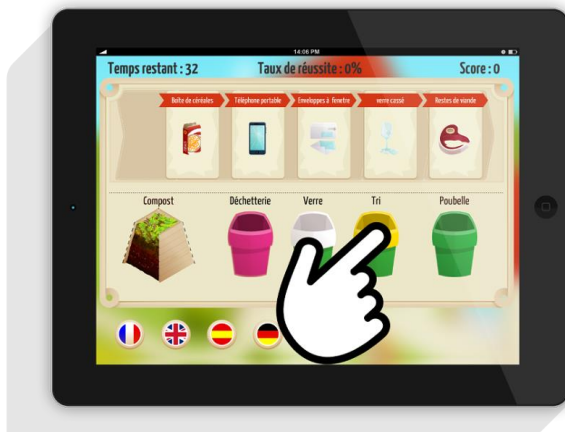 14:06 PM
Temps restant : 32 Taux de réussite : 0% Score : 0
Boîte de céréales Téléphone portable Enveloppes à fenetre verre cassé Restes de viande
Compost Déchetterie Verre Tri Poubelle